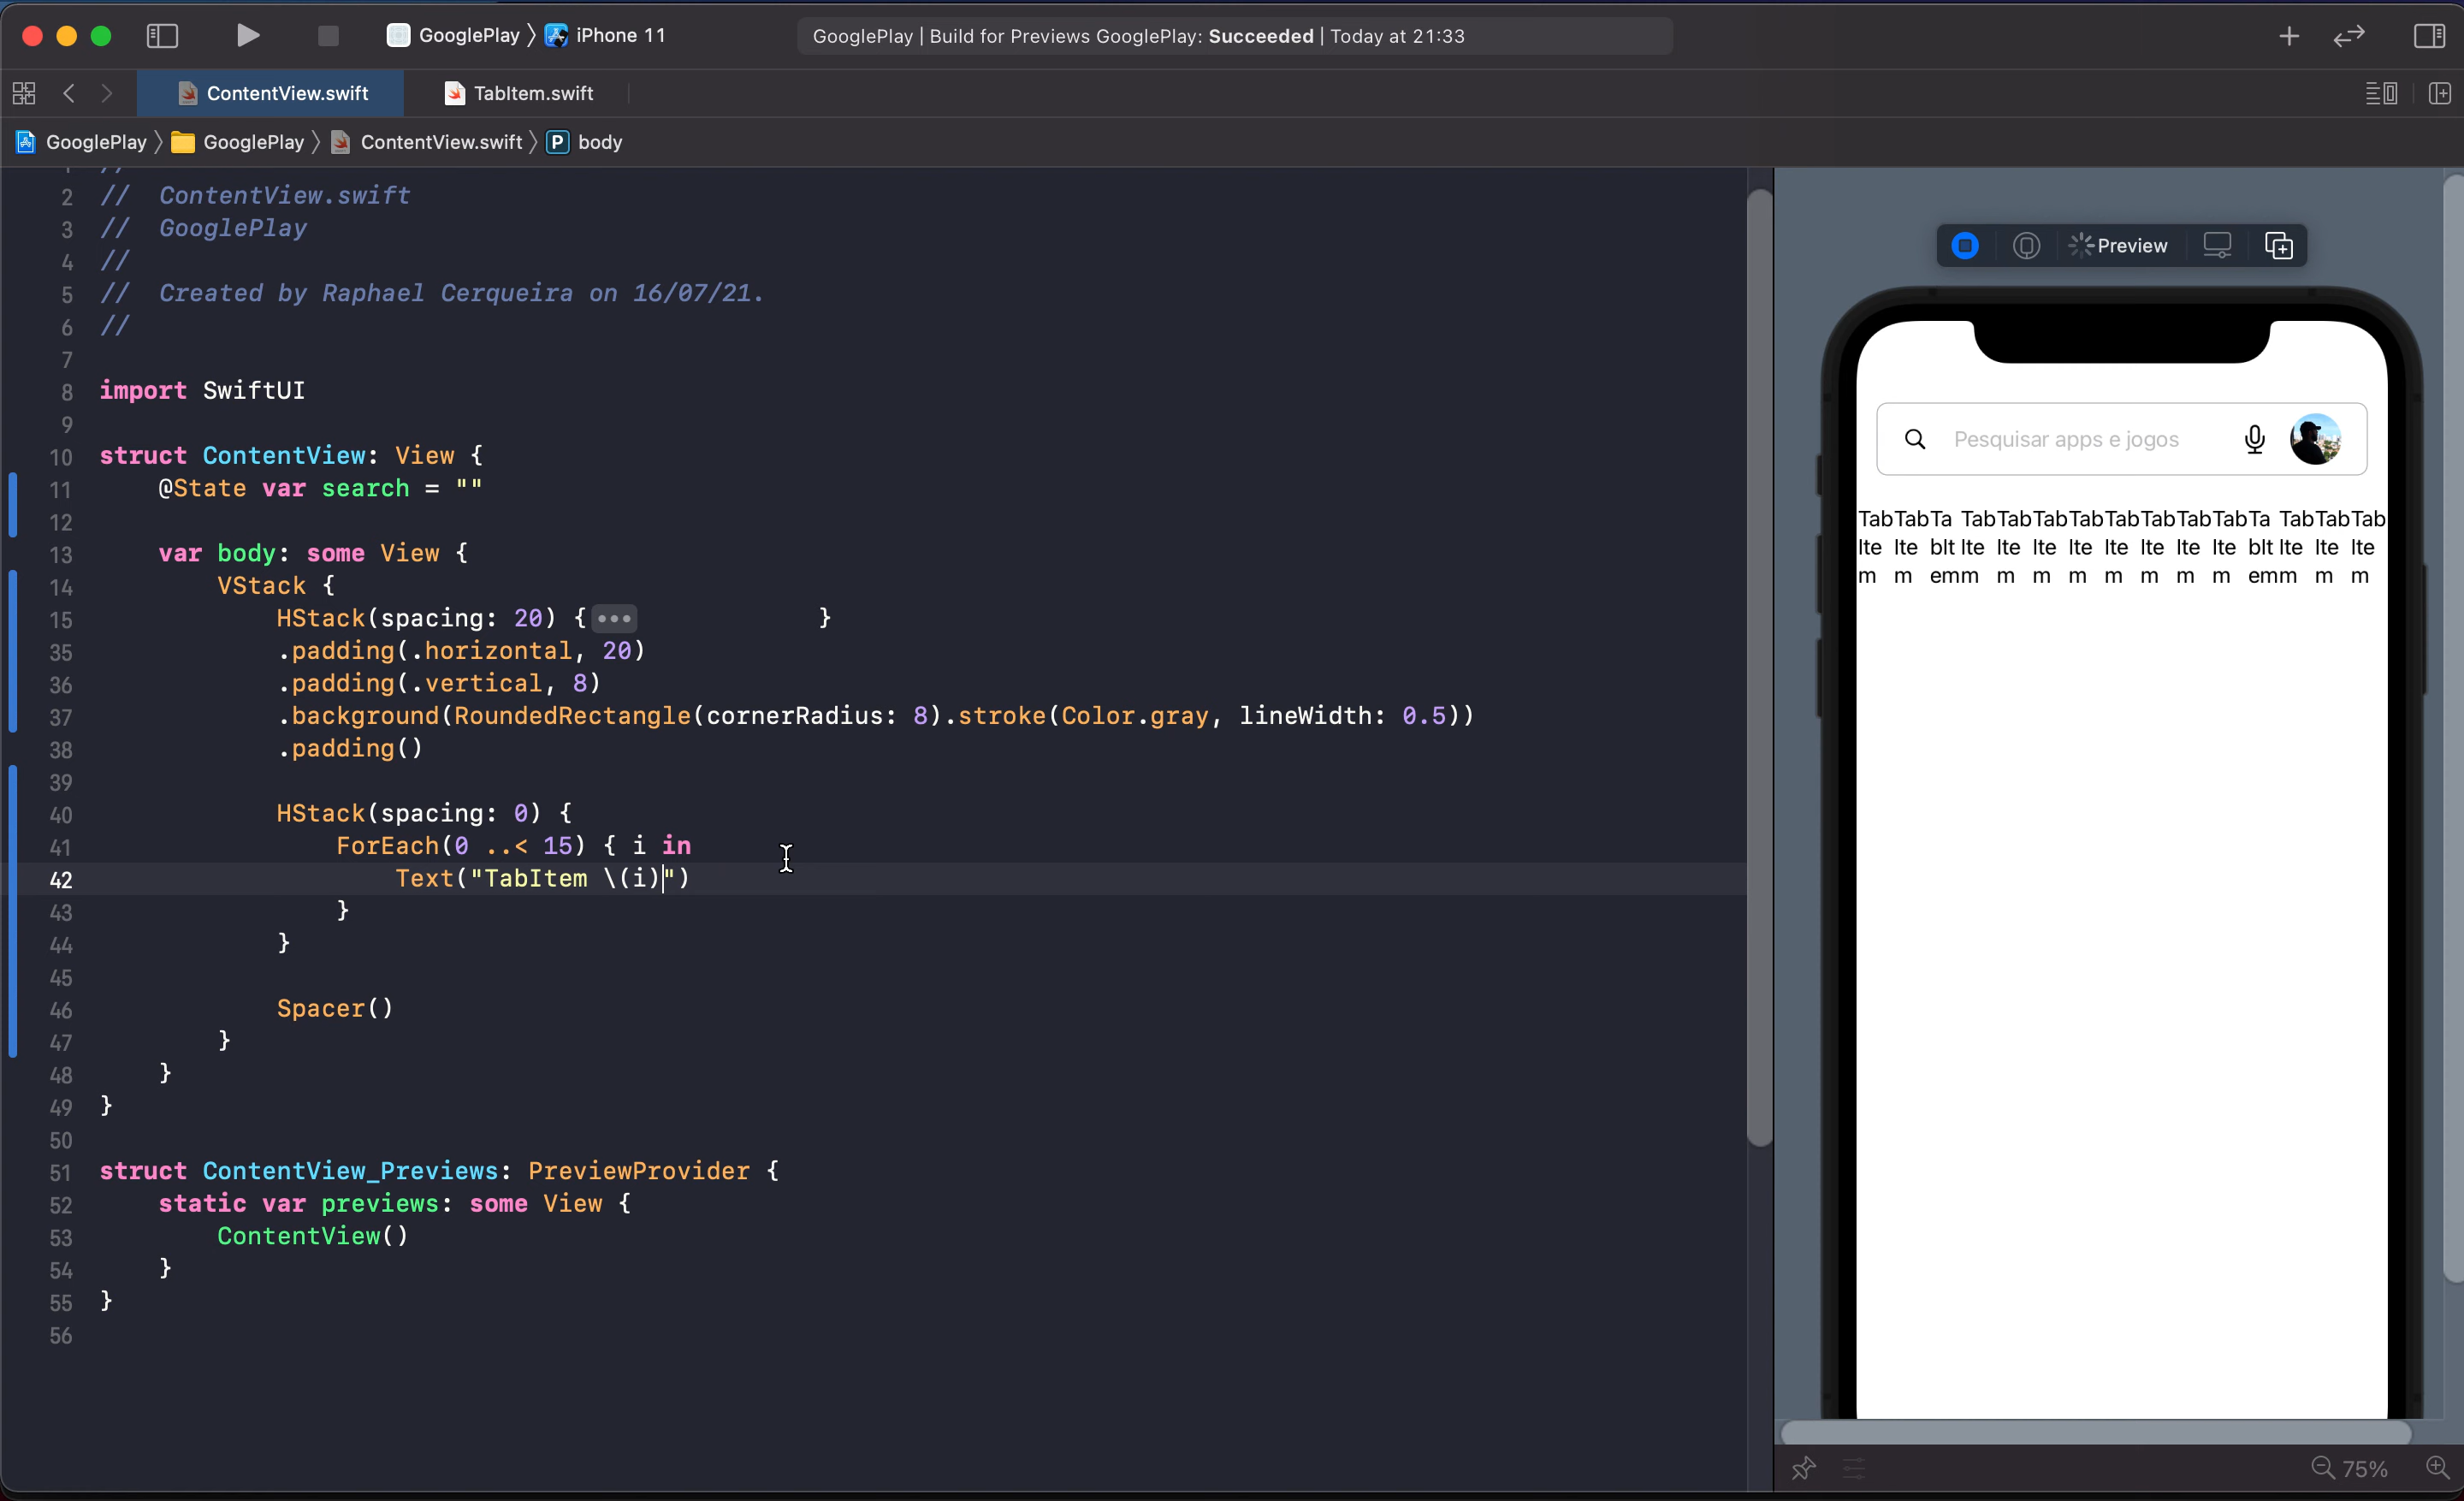 GooglePlay 〉 iPhone 11
GooglePlay | Build for Previews GooglePlay: Succeeded | Today at 21:33
ContentView.swift
TabItem.swift
GooglePlay 〉 GooglePlay 〉 ContentView.swift 〉 P body
2 //  ContentView.swift
3 //  GooglePlay
4 //
5 //  Created by Raphael Cerqueira on 16/07/21.
6 //
7
8 import SwiftUI
9
10 struct ContentView: View {
11     @State var search = ""
12
13     var body: some View {
14         VStack {
15             HStack(spacing: 20) { ••• }
35             .padding(.horizontal, 20)
36             .padding(.vertical, 8)
37             .background(RoundedRectangle(cornerRadius: 8).stroke(Color.gray, lineWidth: 0.5))
38             .padding()
39
40             HStack(spacing: 0) {
41                 ForEach(0 ..< 15) { i in
42                     Text("TabItem \(i)")
43                 }
44             }
45
46             Spacer()
47         }
48     }
49 }
50
51 struct ContentView_Previews: PreviewProvider {
52     static var previews: some View {
53         ContentView()
54     }
55 }
56
Preview
Pesquisar apps e jogos
TabTabTa TabTabTabTabTabTabTabTabTa TabTabTab
Ite Ite bIt Ite Ite Ite Ite Ite Ite Ite Ite bIt Ite Ite Ite
m m em m m m m m m m m em m m m
75%